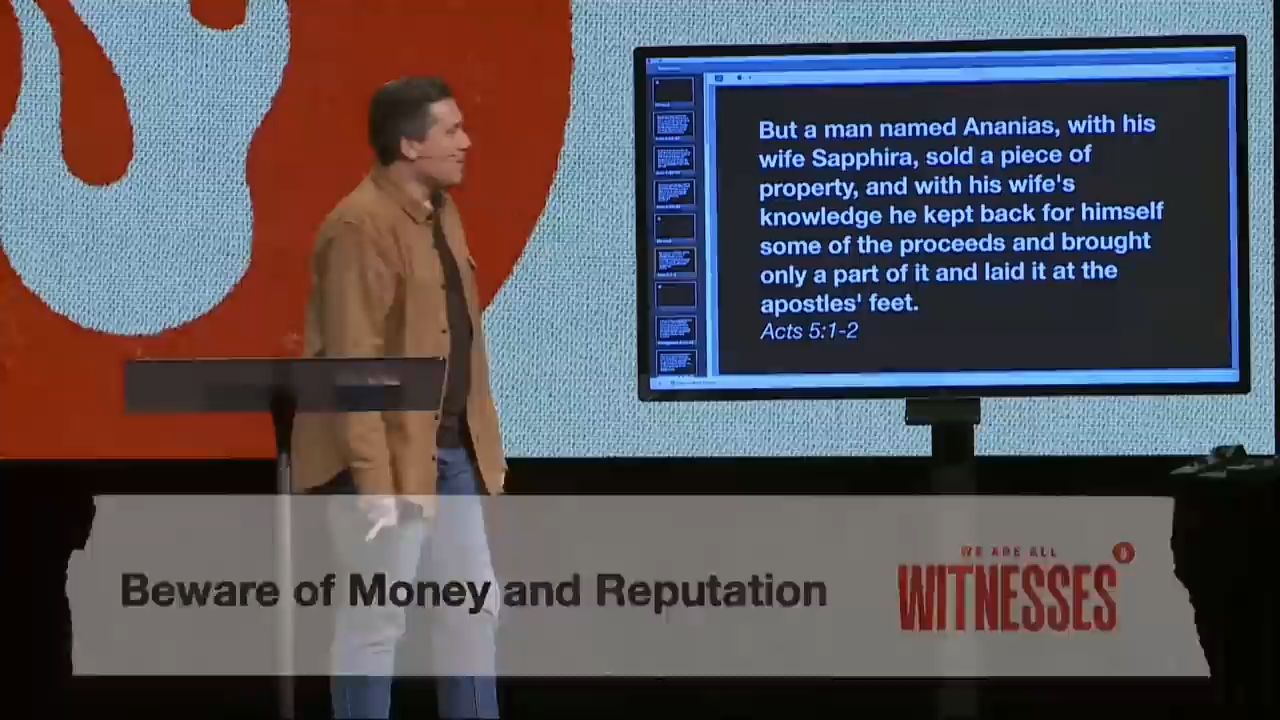 But a man named Ananias, with his
wife Sapphira, sold a piece of
property, and with his wife's
knowledge he kept back for himself
some of the proceeds and brought
only a part of it and laid it at the
apostles' feet.
Acts 5:1-2
Beware of Money and Reputation
WE ARE ALL
WITNESSES